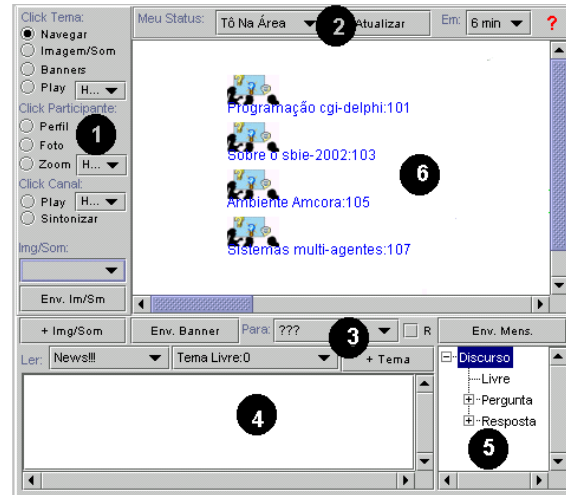 Click Tema:
Navegar
Imagem/Som
Banners
Play H...
Click Participante:
Perfil
Foto
Zoom H...
Click Canal:
Play H...
Sintonizar
Img/Som:
Env. Im/Sm
1
Meu Status: Tô Na Área 2 Atualizar Em: 6 min ?
Programação cgi-delphi:101
Sobre o sbie-2002:103
Ambiente Amcora:105
Sistemas multi-agentes:107
6
+ Img/Som Env. Banner Para: ??? 3 R Env. Mens.
Ler: News!!! Tema Livre:0 + Tema
4
Discurso
Livre
Pergunta
Resposta
5